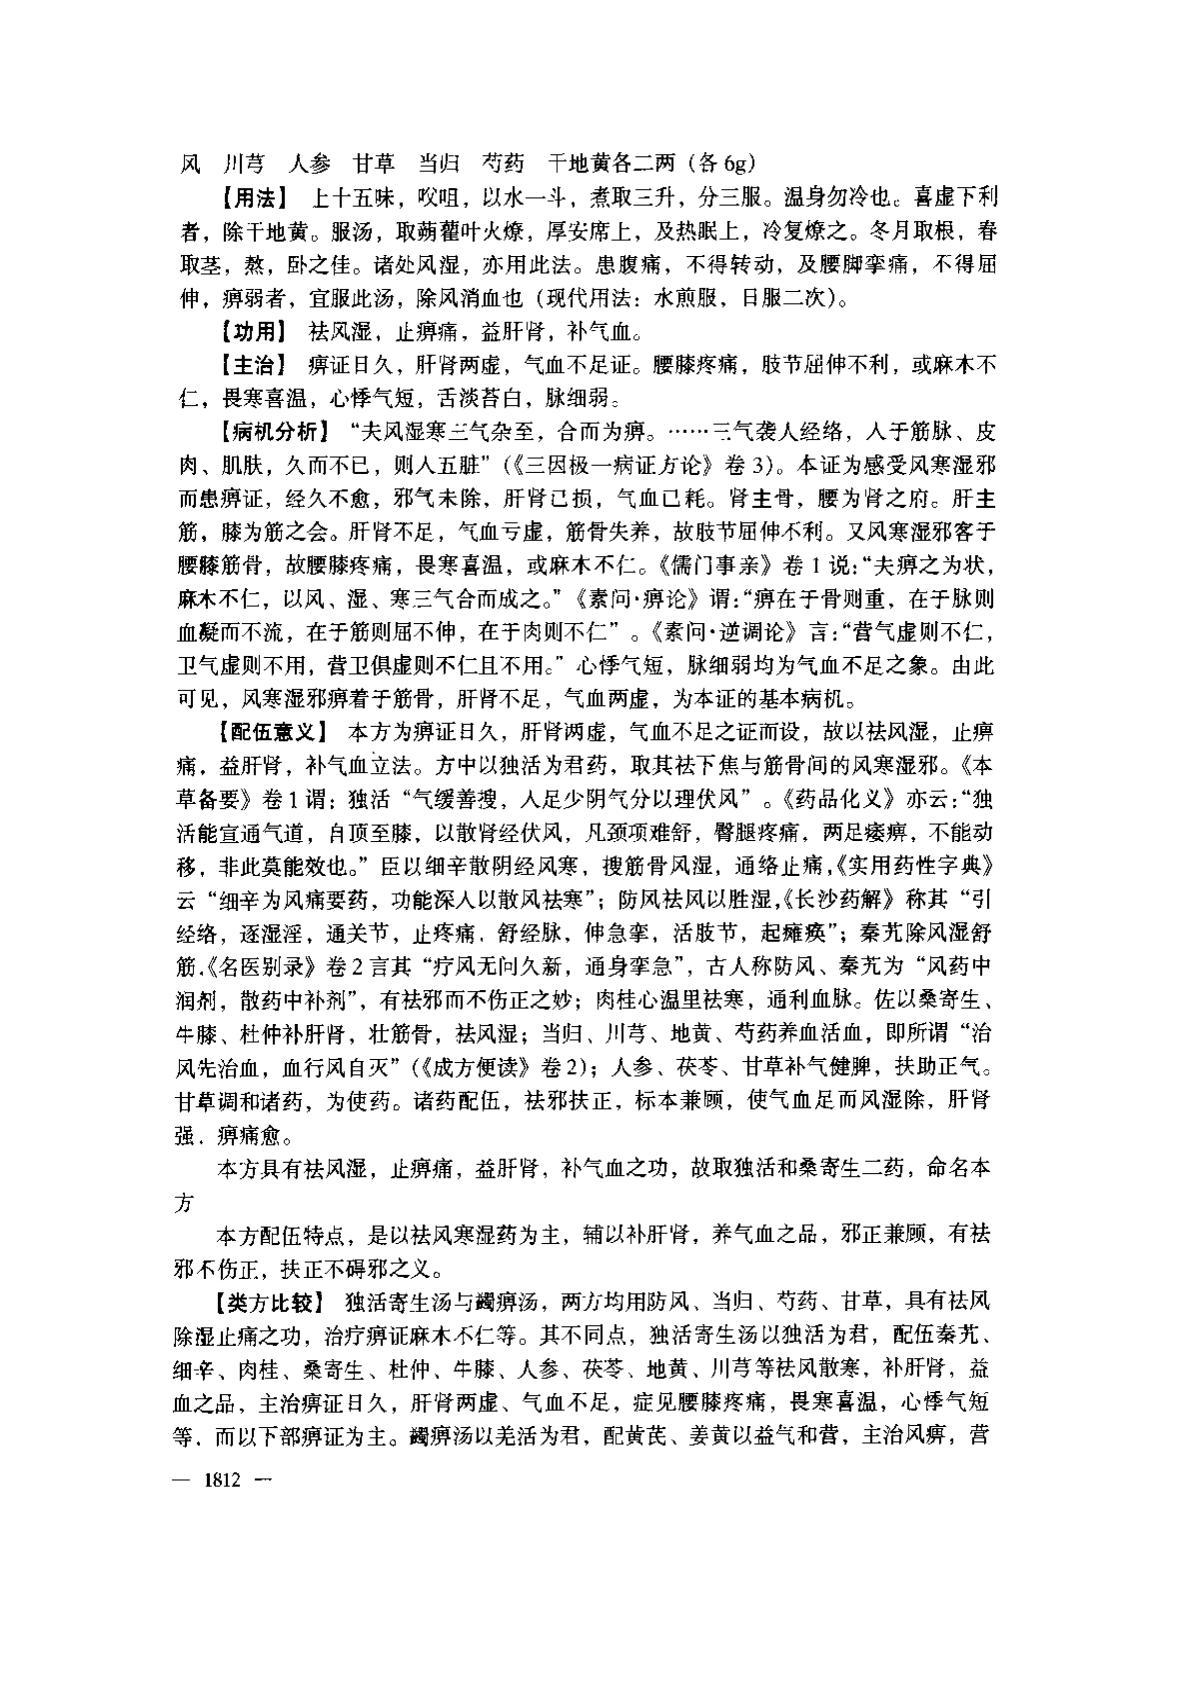 风　川芎　人参　甘草　当归　芍药　干地黄各二两（各 6g）
【用法】　上十五味，㕮咀，以水一斗，煮取三升，分三服。温身勿冷也。喜虚下利
者，除干地黄。服汤，取蒴藋叶火燎，厚安席上，及热眠上，冷复燎之。冬月取根，春
取茎，熬，卧之佳。诸处风湿，亦用此法。患腹痛，不得转动，及腰脚挛痛，不得屈
伸，痹弱者，宜服此汤，除风消血也（现代用法：水煎服，日服二次）。
【功用】　祛风湿，止痹痛，益肝肾，补气血。
【主治】　痹证日久，肝肾两虚，气血不足证。腰膝疼痛，肢节屈伸不利，或麻木不
仁，畏寒喜温，心悸气短，舌淡苔白，脉细弱。
【病机分析】　“夫风湿寒三气杂至，合而为痹。……三气袭人经络，人于筋脉、皮
肉、肌肤，久而不已，则人五脏”（《三因极一病证方论》卷 3）。本证为感受风寒湿邪
而患痹证，经久不愈，邪气未除，肝肾已损，气血已耗。肾主骨，腰为肾之府。肝主
筋，膝为筋之会。肝肾不足，气血亏虚，筋骨失养，故肢节屈伸不利。又风寒湿邪客于
腰膝筋骨，故腰膝疼痛，畏寒喜温，或麻木不仁。《儒门事亲》卷 1 说：“夫痹之为状，
麻木不仁，以风、湿、寒三气合而成之。”《素问·痹论》谓：“痹在于骨则重，在于脉则
血凝而不流，在于筋则屈不伸，在于肉则不仁”。《素问·逆调论》言：“营气虚则不仁，
卫气虚则不用，营卫俱虚则不仁且不用。”心悸气短，脉细弱均为气血不足之象。由此
可见，风寒湿邪痹着于筋骨，肝肾不足，气血两虚，为本证的基本病机。
【配伍意义】　本方为痹证日久，肝肾两虚，气血不足之证而设，故以祛风湿，止痹
痛，益肝肾，补气血立法。方中以独活为君药，取其祛下焦与筋骨间的风寒湿邪。《本
草备要》卷 1 谓：独活“气缓善搜，人足少阴气分以理伏风”。《药品化义》亦云：“独
活能宣通气道，自顶至膝，以散肾经伏风，凡颈项难舒，臀腿疼痛，两足痿痹，不能动
移，非此莫能效也。”臣以细辛散阴经风寒，搜筋骨风湿，通络止痛，《实用药性字典》
云“细辛为风痛要药，功能深人以散风祛寒”；防风祛风以胜湿，《长沙药解》称其“引
经络，逐湿淫，通关节，止疼痛，舒经脉，伸急挛，活肢节，起瘫痪”；秦艽除风湿舒
筋，《名医别录》卷 2 言其“疗风无问久新，通身挛急”，古人称防风、秦艽为“风药中
润剂，散药中补剂”，有祛邪而不伤正之妙；肉桂心温里祛寒，通利血脉。佐以桑寄生、
牛膝、杜仲补肝肾，壮筋骨，祛风湿；当归、川芎、地黄、芍药养血活血，即所谓“治
风先治血，血行风自灭”（《成方便读》卷 2）；人参、茯苓、甘草补气健脾，扶助正气。
甘草调和诸药，为使药。诸药配伍，祛邪扶正，标本兼顾，使气血足而风湿除，肝肾
强，痹痛愈。
本方具有祛风湿，止痹痛，益肝肾，补气血之功，故取独活和桑寄生二药，命名本
方
本方配伍特点，是以祛风寒湿药为主，辅以补肝肾，养气血之品，邪正兼顾，有祛
邪不伤正，扶正不碍邪之义。
【类方比较】　独活寄生汤与蠲痹汤，两方均用防风、当归、芍药、甘草，具有祛风
除湿止痛之功，治疗痹证麻木不仁等。其不同点，独活寄生汤以独活为君，配伍秦艽、
细辛、肉桂、桑寄生、杜仲、牛膝、人参、茯苓、地黄、川芎等祛风散寒，补肝肾，益
血之品，主治痹证日久，肝肾两虚、气血不足，症见腰膝疼痛，畏寒喜温，心悸气短
等，而以下部痹证为主。蠲痹汤以羌活为君，配黄芪、姜黄以益气和营，主治风痹，营
— 1812 —